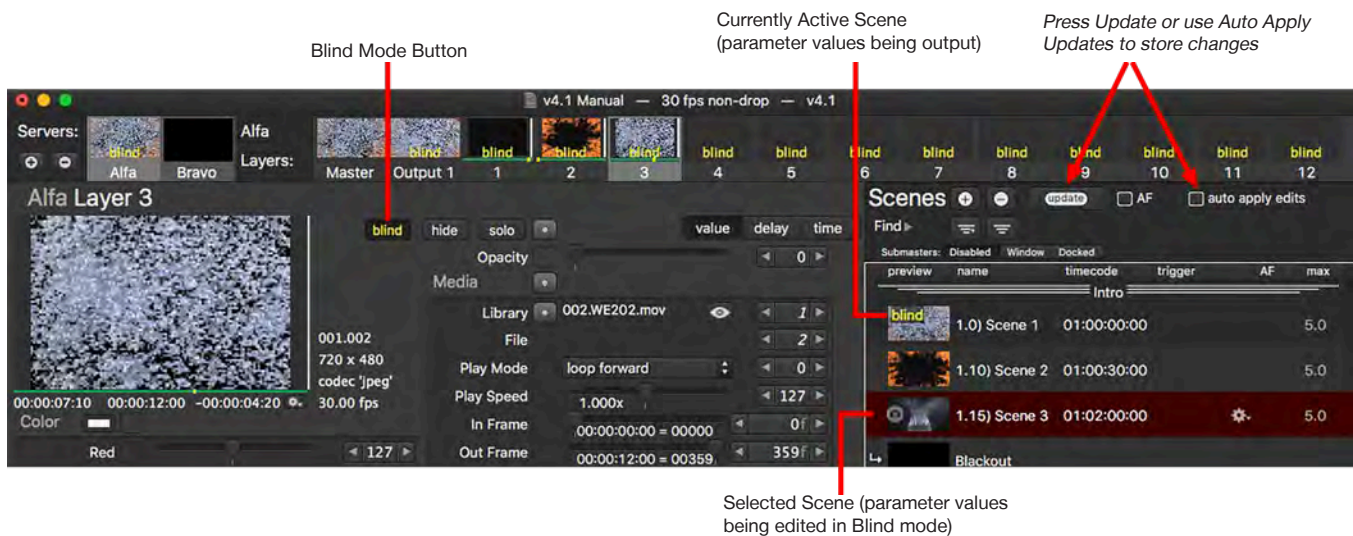 Currently Active Scene
(parameter values being output)
Press Update or use Auto Apply
Updates to store changes
Blind Mode Button
v4.1 Manual — 30 fps non-drop — v4.1
Servers:
blind
Alfa
Bravo
Alfa
Layers:
Master
blind
Output 1
blind
1
blind
2
blind
3
blind
4
blind
5
blind
6
blind
7
blind
8
blind
9
blind
10
blind
11
blind
12
Alfa Layer 3
blind hide solo
value delay time
Opacity 0
Media
Library 002.WE202.mov 1
File 2
001.002
720 x 480
codec 'jpeg'
30.00 fps
Play Mode loop forward 0
Play Speed 1.000x 127
In Frame 00:00:00:00 = 00000 0f
Out Frame 00:00:12:00 = 00359 359f
00:00:07:10 00:00:12:00 -00:00:04:20
Color
Red 127
Scenes update AF auto apply edits
Find
Submasters: Disabled Window Docked
preview name timecode trigger AF max
Intro
blind 1.0) Scene 1 01:00:00:00 5.0
1.10) Scene 2 01:00:30:00 5.0
1.15) Scene 3 01:02:00:00 5.0
Blackout
Selected Scene (parameter values
being edited in Blind mode)